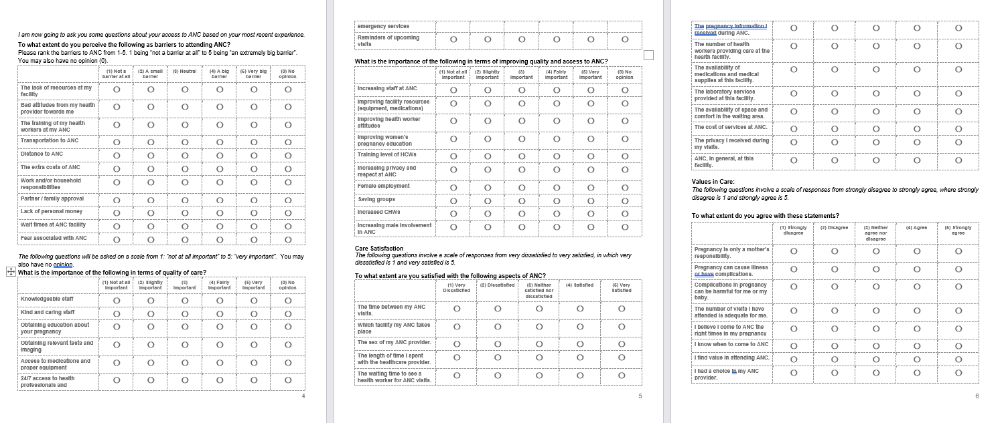 I am now going to ask you some questions about your access to ANC based on your most recent experience.
To what extent do you perceive the following as barriers to attending ANC?
Please rank the barriers to ANC from 1-5. 1 being "not a barrier at all" to 5 being "an extremely big barrier".
You may also have no opinion (0).
(1) Not a barrier at all (2) A small barrier (3) Neutral (4) A big barrier (5) Very big barrier (0) No opinion
The lack of resources at my
facility
Bad attitudes from my health
provider towards me
The training of my health
workers at my ANC
Transportation to ANC
Distance to ANC
The extra costs of ANC
Work and/or household
responsibilities
Partner / family approval
Lack of personal money
Wait times at ANC facility
Fear associated with ANC
The following questions will be asked on a scale from 1: "not at all important" to 5: "very important". You may
also have no opinion.
What is the importance of the following in terms of quality of care?
(1) Not at all important (2) Slightly important (3) Important (4) Fairly important (5) Very important (0) No opinion
Knowledgeable staff
Kind and caring staff
Obtaining education about
your pregnancy
Obtaining relevant tests and
imaging
Access to medications and
proper equipment
24/7 access to health
professionals and
4
emergency services
Reminders of upcoming
visits
What is the importance of the following in terms of improving quality and access to ANC?
(1) Not at all important (2) Slightly important (3) Important (4) Fairly important (5) Very important (0) No opinion
Increasing staff at ANC
Improving facility resources
(equipment, medications)
Improving health worker
attitudes
Improving women's
pregnancy education
Training level of HCWs
Increasing privacy and
respect at ANC
Female employment
Saving groups
Increased CHWs
Increasing male involvement
in ANC
Care Satisfaction
The following questions involve a scale of responses from very dissatisfied to very satisfied, in which very
dissatisfied is 1 and very satisfied is 5.
To what extent are you satisfied with the following aspects of ANC?
(1) Very Dissatisfied (2) Dissatisfied (3) Neither satisfied nor dissatisfied (4) Satisfied (5) Very Satisfied
The time between my ANC
visits.
Which facility my ANC takes
place
The sex of my ANC provider.
The length of time I spent
with the healthcare provider.
The waiting time to see a
health worker for ANC visits.
5
The pregnancy information I
received during ANC.
The number of health
workers providing care at the
health facility.
The availability of
medications and medical
supplies at this facility.
The laboratory services
provided at this facility.
The availability of space and
comfort in the waiting area.
The cost of services at ANC.
The privacy I received during
my visits.
ANC, in general, at this
facility.
Values in Care:
The following questions involve a scale of responses from strongly disagree to strongly agree, where strongly
disagree is 1 and strongly agree is 5.
To what extent do you agree with these statements?
(1) Strongly disagree (2) Disagree (3) Neither agree nor disagree (4) Agree (5) Strongly agree
Pregnancy is only a mother's
responsibility.
Pregnancy can cause illness
or have complications.
Complications in pregnancy
can be harmful for me or my
baby.
The number of visits I have
attended is adequate for me.
I believe I come to ANC the
right times in my pregnancy
I know when to come to ANC
I find value in attending ANC.
I had a choice in my ANC
provider.
6